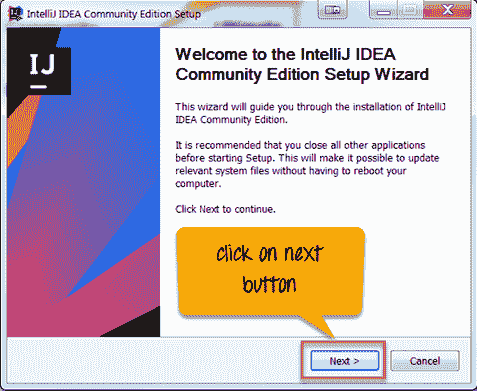 IntelliJ IDEA Community Edition Setup
IJ
Welcome to the IntelliJ IDEA
Community Edition Setup Wizard
This wizard will guide you through the installation of IntelliJ
IDEA Community Edition.
It is recommended that you close all other applications
before starting Setup. This will make it possible to update
relevant system files without having to reboot your
computer.
Click Next to continue.
click on next
button
Next >
Cancel